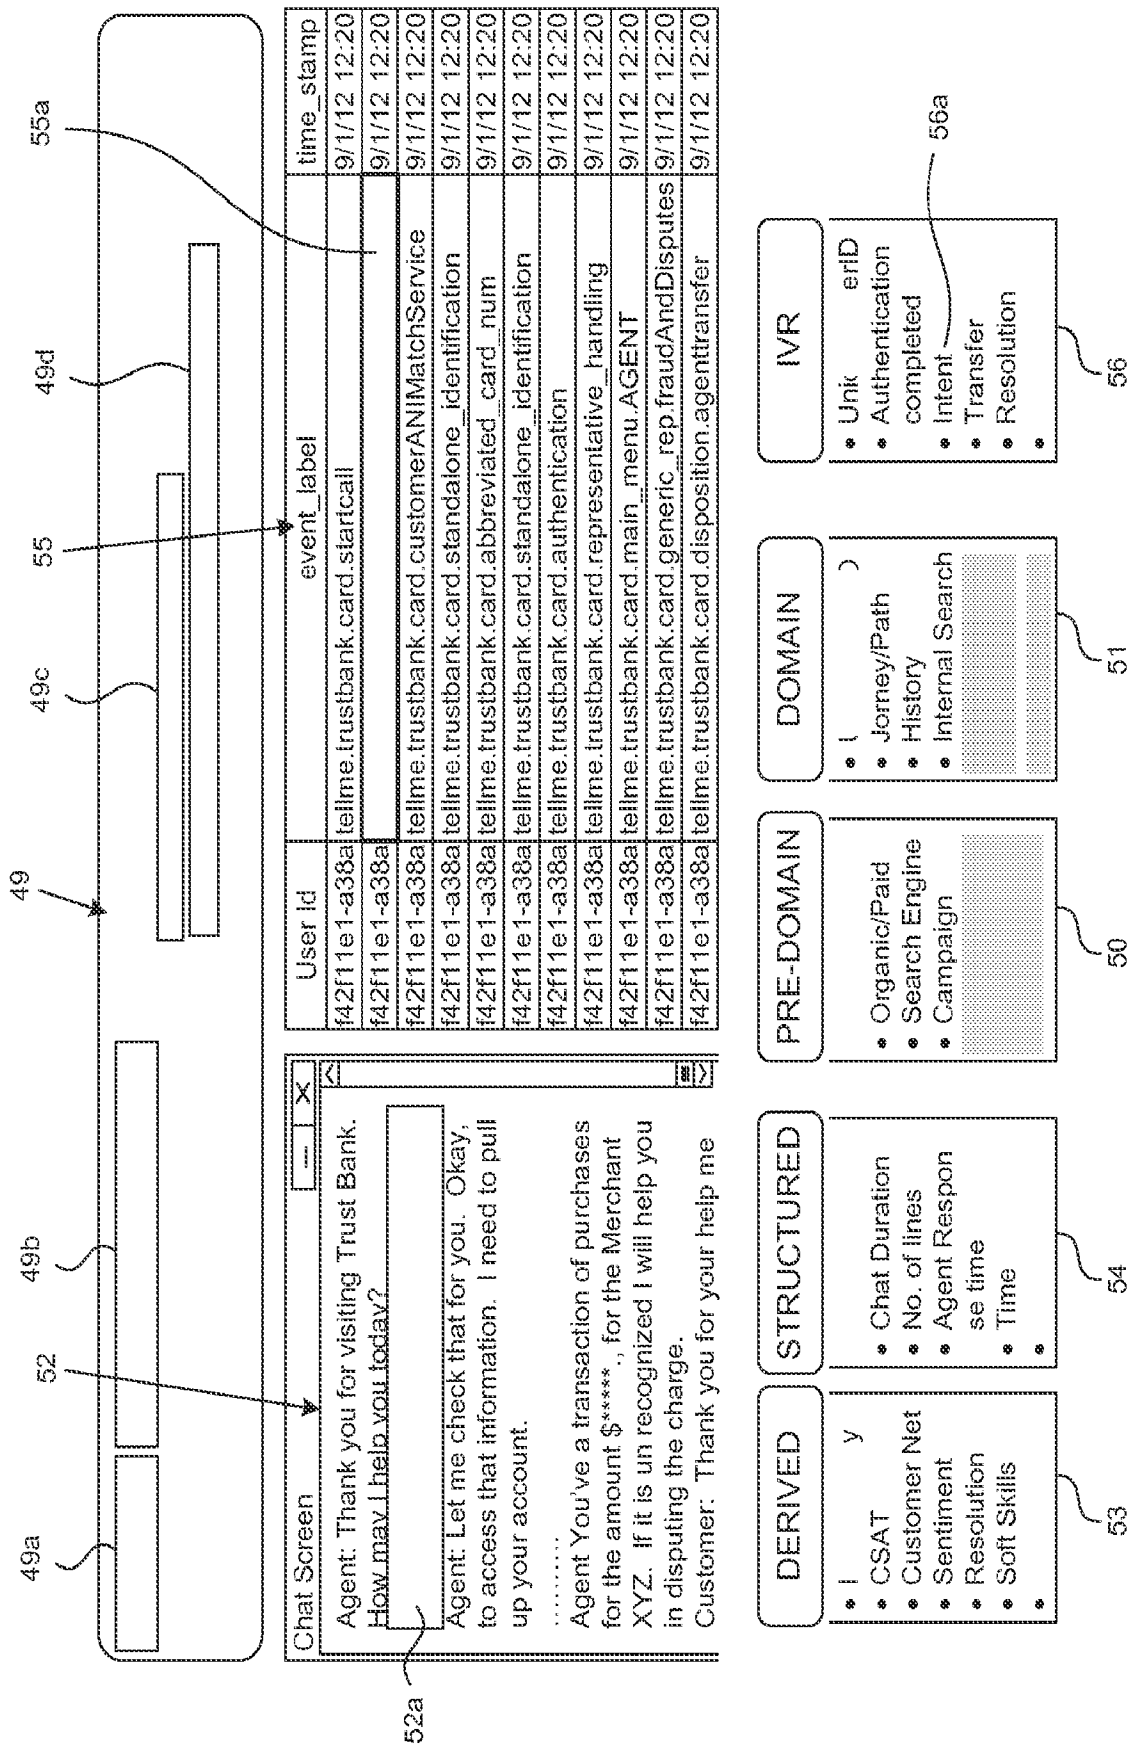 49
49a
49b
49c
49d
52
Chat Screen
Agent: Thank you for visiting Trust Bank.
How may I help you today?
52a
Agent: Let me check that for you. Okay,
to access that information. I need to pull
up your account.
..........
Agent You've a transaction of purchases
for the amount $*****., for the Merchant
XYZ. If it is un recognized I will help you
in disputing the charge.
Customer: Thank you for your help me
55
55a
User Id event_label time_stamp
f42f11e1-a38a tellme.trustbank.card.startcall 9/1/12 12:20
f42f11e1-a38a 9/1/12 12:20
f42f11e1-a38a tellme.trustbank.card.customerANIMatchService 9/1/12 12:20
f42f11e1-a38a tellme.trustbank.card.standalone_identification 9/1/12 12:20
f42f11e1-a38a tellme.trustbank.card.abbreviated_card_num 9/1/12 12:20
f42f11e1-a38a tellme.trustbank.card.standalone_identification 9/1/12 12:20
f42f11e1-a38a tellme.trustbank.card.authentication 9/1/12 12:20
f42f11e1-a38a tellme.trustbank.card.representative_handling 9/1/12 12:20
f42f11e1-a38a tellme.trustbank.card.main_menu.AGENT 9/1/12 12:20
f42f11e1-a38a tellme.trustbank.card.generic_rep.fraudAndDisputes 9/1/12 12:20
f42f11e1-a38a tellme.trustbank.card.disposition.agenttransfer 9/1/12 12:20
DERIVED
• y
• CSAT
• Customer Net
• Sentiment
• Resolution
• Soft Skills
•
53
STRUCTURED
• Chat Duration
• No. of lines
• Agent Respon
se time
• Time
•
54
PRE-DOMAIN
• Organic/Paid
• Search Engine
• Campaign
50
DOMAIN
•
• Jorney/Path
• History
• Internal Search
51
IVR
• Unic erID
• Authentication
completed
• Intent
• Transfer
• Resolution
•
56a
56